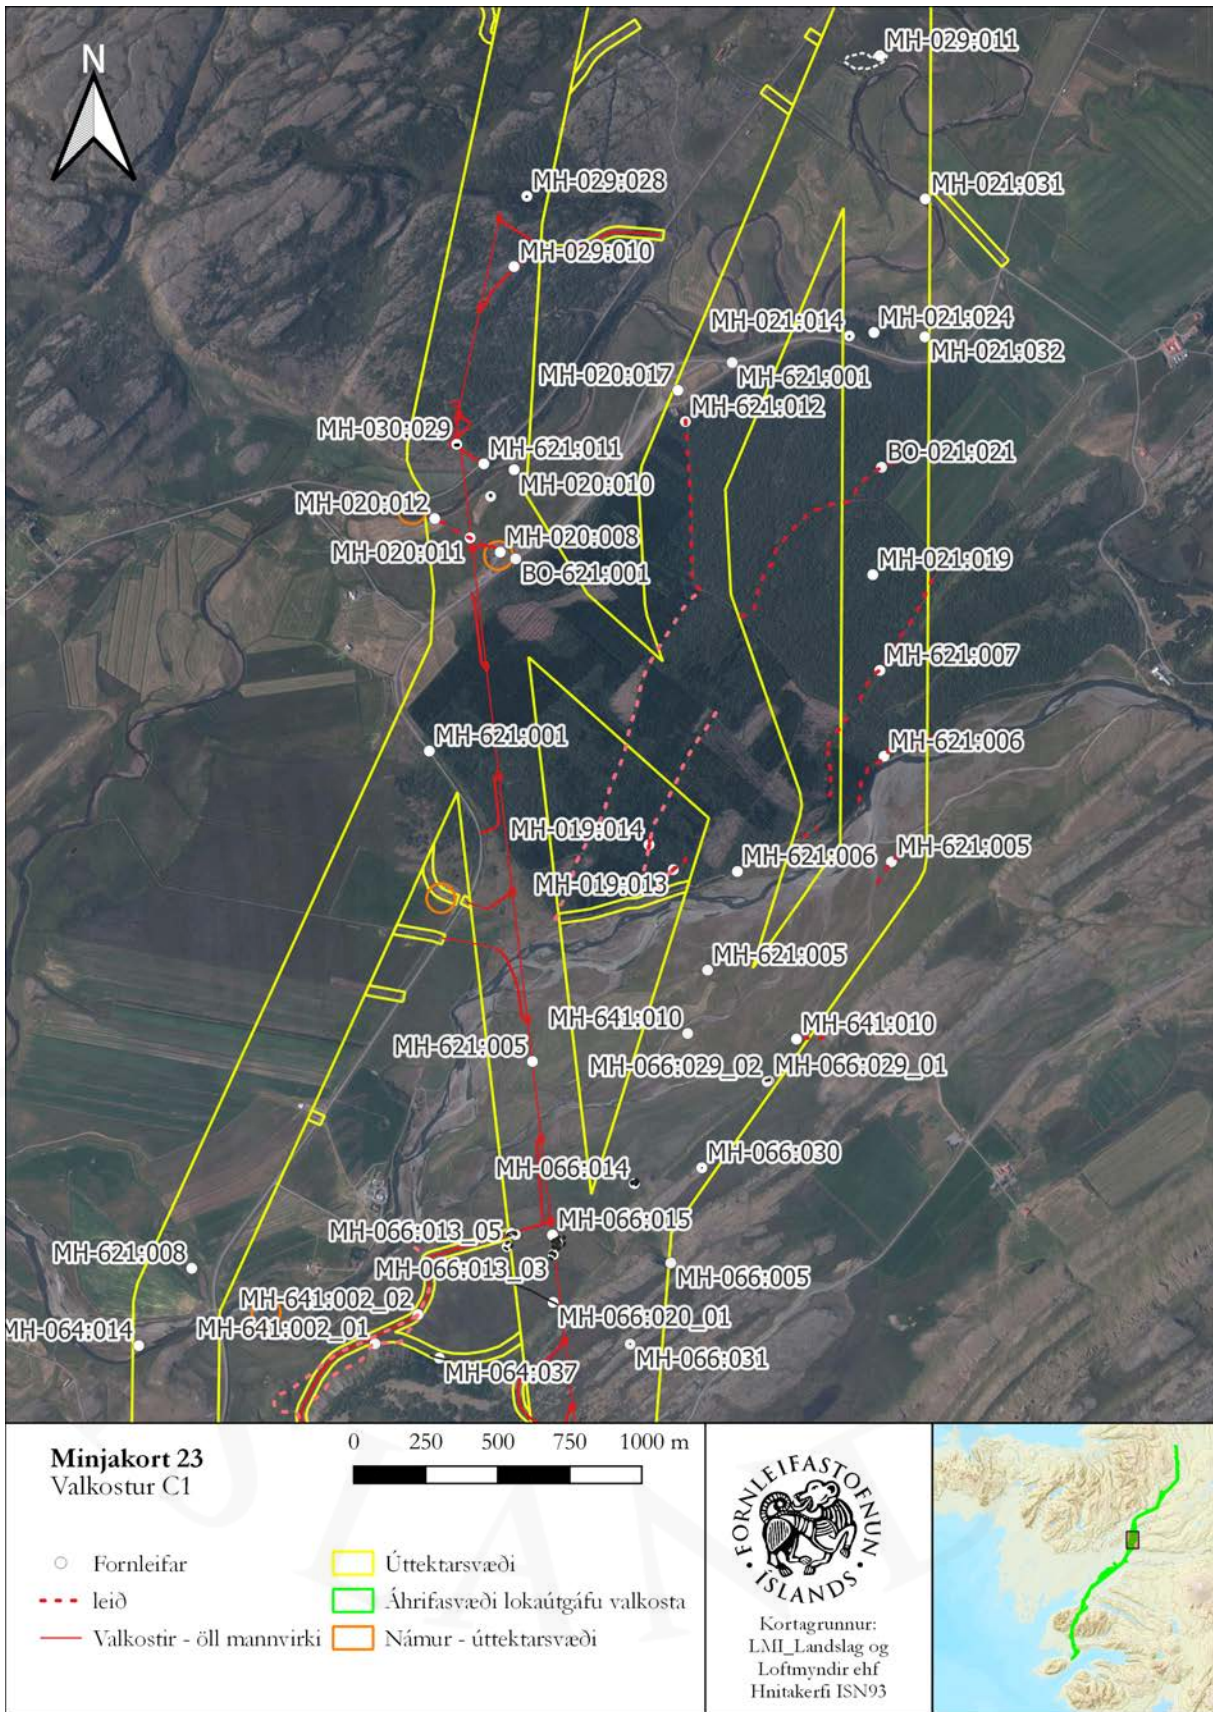 N
MH-029:011
MH-029:028
MH-021:031
MH-029:010
MH-021:014
MH-021:024
MH-021:032
MH-621:001
MH-020:017
MH-621:012
MH-030:029
MH-621:011
MH-020:010
BO-021:021
MH-020:012
MH-020:011
MH-020:008
BO-621:001
MH-021:019
MH-621:007
MH-621:001
MH-621:006
MH-019:014
MH-019:013
MH-621:006
MH-621:005
MH-621:005
MH-641:010
MH-641:010
MH-621:005
MH-066:029_02
MH-066:029_01
MH-066:014
MH-066:030
MH-066:013_05
MH-066:015
MH-621:008
MH-066:013_03
MH-066:005
MH-641:002_02
MH-066:020_01
MH-064:014
MH-641:002_01
MH-064:037
MH-066:031
Minjakort 23
Valkostur C1
0 250 500 750 1000 m
Fornleifar
leið
Valkostir - öll mannvirki
Úttektarsvæði
Áhrifasvæði lokaútgáfu valkosta
Námur - úttektarsvæði
FORNLEIFASTOFNUN
· ÍSLANDS ·
Kortagrunnur:
LMI_Landslag og
Loftmyndir ehf
Hnitakerfi ISN93